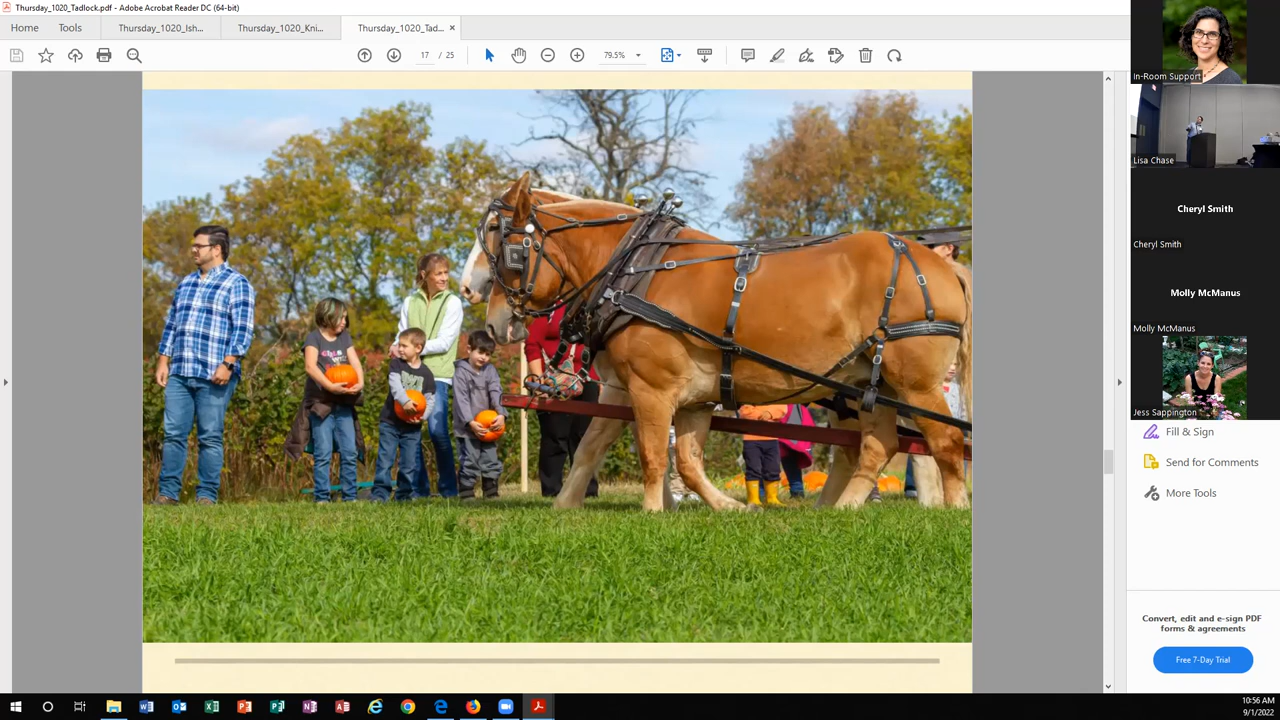 Thursday_1020_Tadlock.pdf - Adobe Acrobat Reader DC (64-bit)
Home
Tools
Thursday_1020_Ish...
Thursday_1020_Kni...
Thursday_1020_Tad...
17 / 25
79.5%
In-Room Support
Lisa Chase
Cheryl Smith
Cheryl Smith
Molly McManus
Molly McManus
Jess Sappington
Fill & Sign
Send for Comments
More Tools
Convert, edit and e-sign PDF
forms & agreements
Free 7-Day Trial
10:56 AM
9/1/2022